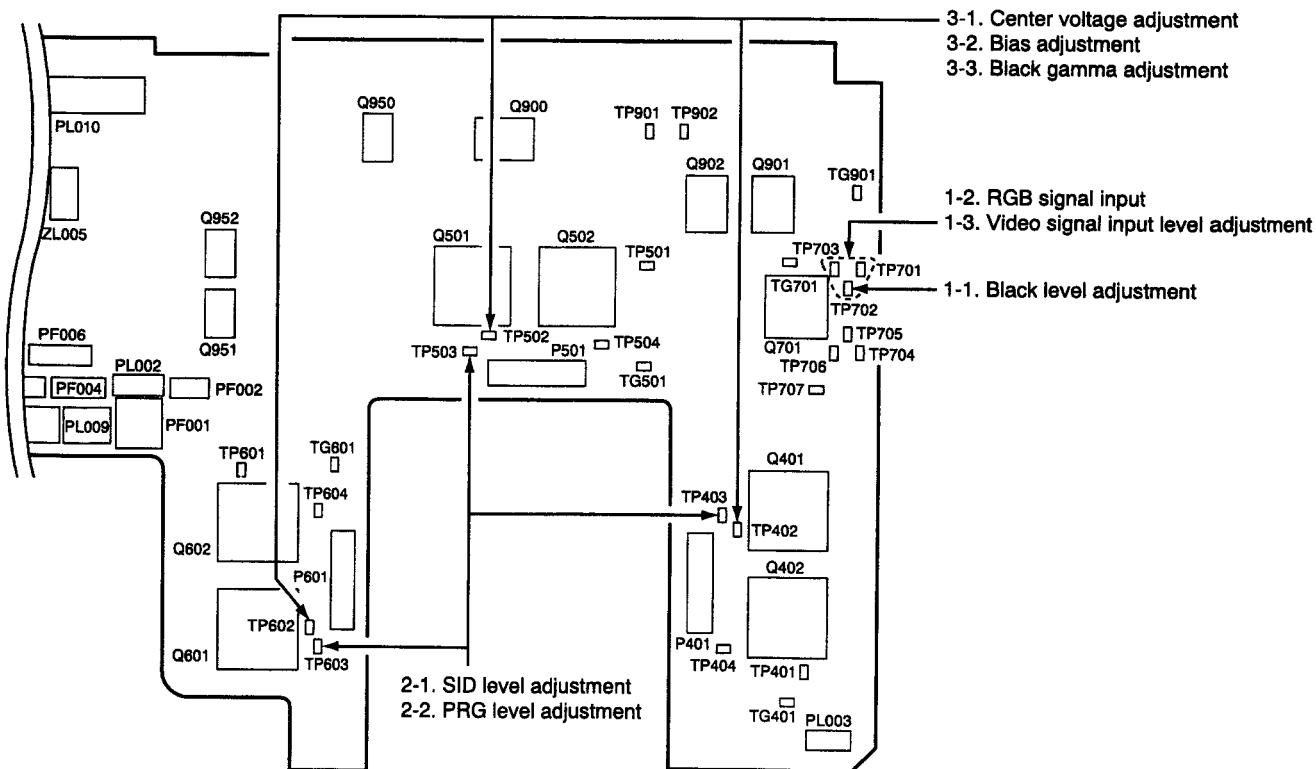 3-1. Center voltage adjustment
3-2. Bias adjustment
3-3. Black gamma adjustment
PL010
Q950
Q900
TP901
TP902
Q902
Q901
TG901
ZL005
Q952
1-2. RGB signal input
1-3. Video signal input level adjustment
Q501
Q502
TP501
TP703
TP701
TG701
1-1. Black level adjustment
TP702
Q951
PF006
TP502
TP503
P501
TP504
TG501
Q701
TP705
TP706
TP704
TP707
PL002
PF004
PF002
PL009
PF001
TP601
TG601
TP604
Q401
TP403
TP402
Q602
P601
Q402
TP602
Q601
TP603
P401
TP404
TP401
2-1. SID level adjustment
2-2. PRG level adjustment
TG401
PL003